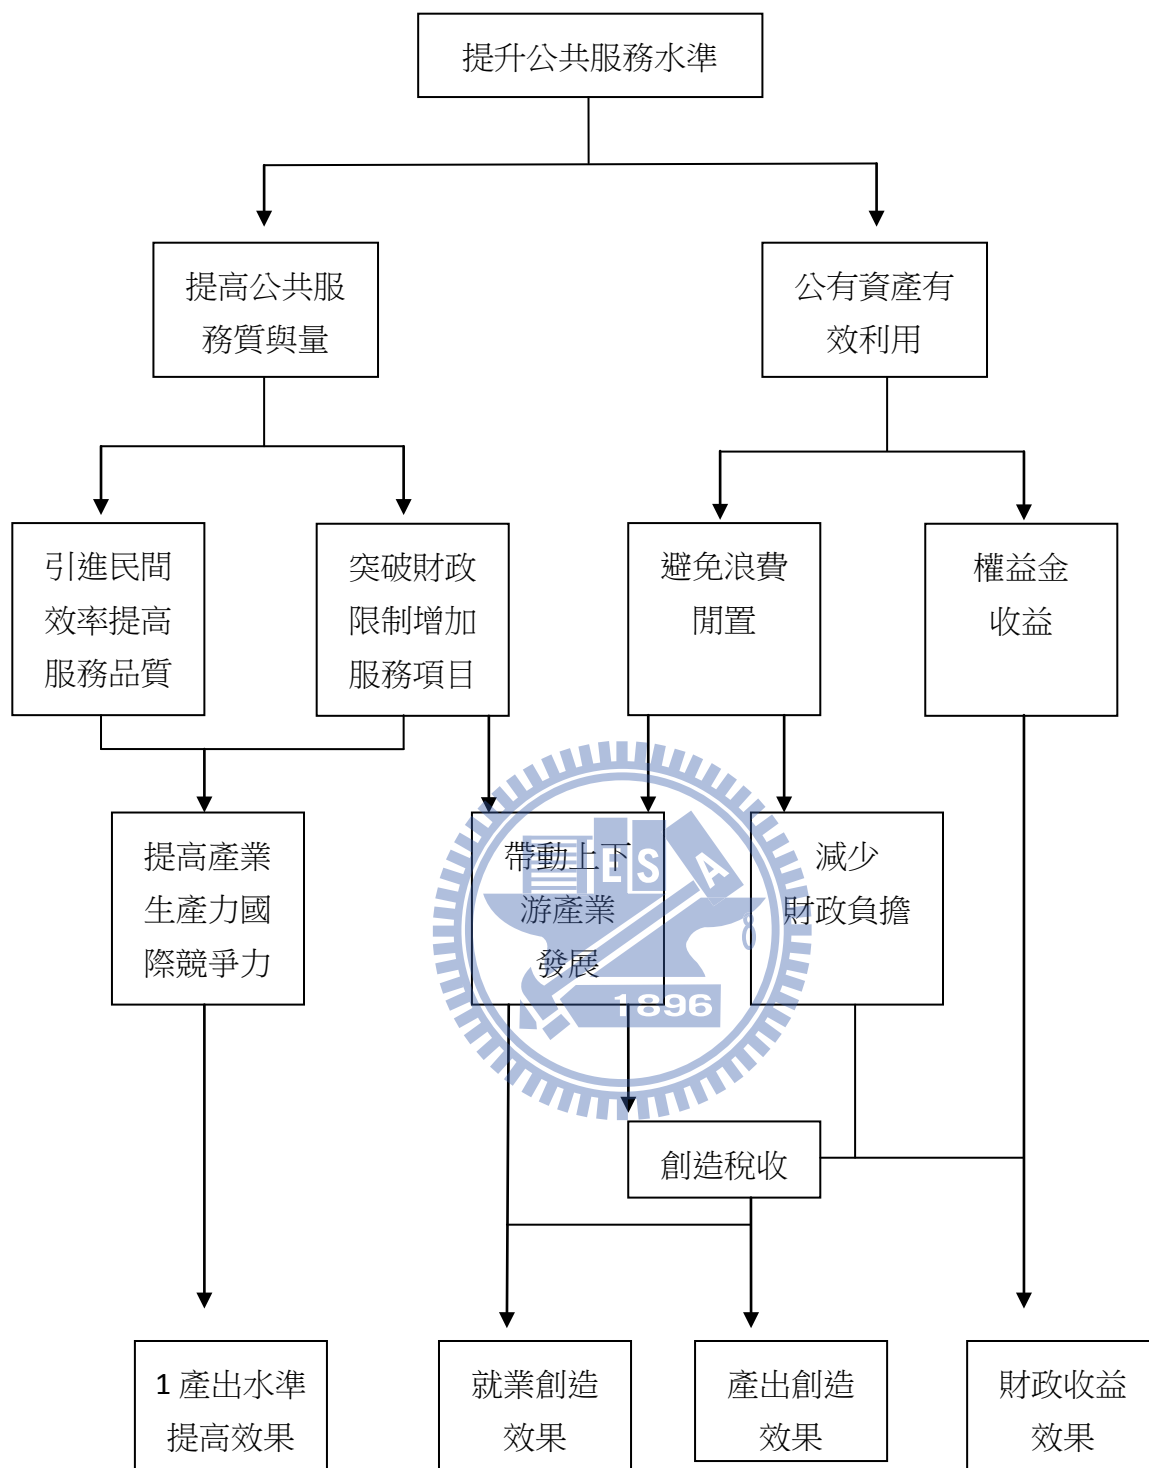 提升公共服務水準
提高公共服
務質與量
公有資產有
效利用
引進民間
效率提高
服務品質
突破財政
限制增加
服務項目
避免浪費
閒置
權益金
收益
提高產業
生產力國
際競爭力
帶動上下
游產業
發展
減少
財政負擔
ESA
1896
創造稅收
1 產出水準
提高效果
就業創造
效果
產出創造
效果
財政收益
效果